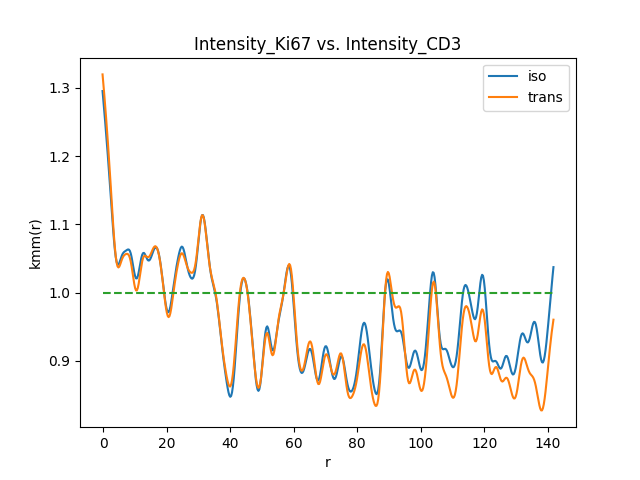 Intensity_Ki67 vs. Intensity_CD3
iso
trans
kmm(r)
1.3
1.2
1.1
1.0
0.9
0 20 40 60 80 100 120 140
r